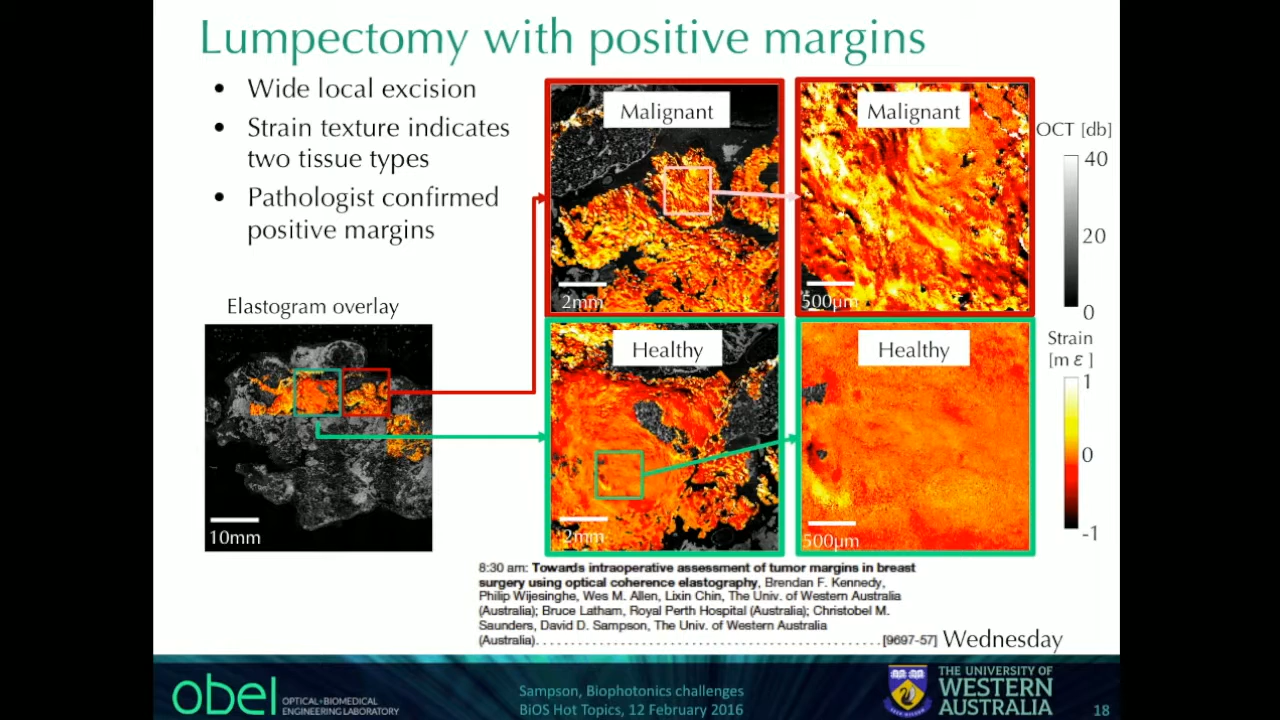 Lumpectomy with positive margins
• Wide local excision
• Strain texture indicates
two tissue types
• Pathologist confirmed
positive margins
Elastogram overlay
10mm
Malignant
2mm
Malignant
500µm
Healthy
2mm
Healthy
500µm
OCT [db]
40
20
0
Strain
[m ε ]
1
0
-1
8:30 am: Towards intraoperative assessment of tumor margins in breast
surgery using optical coherence elastography, Brendan F. Kennedy,
Philip Wijesinghe, Wes M. Allen, Lixin Chin, The Univ. of Western Australia
(Australia); Bruce Latham, Royal Perth Hospital (Australia); Christobel M.
Saunders, David D. Sampson, The Univ. of Western Australia
(Australia). . . . . . . . . . . . . . . . . . . . . . . . . . . . . . . . . . . . . . . . . . . . . . [9697-57] Wednesday
obel OPTICAL+BIOMEDICAL
ENGINEERING LABORATORY
Sampson, Biophotonics challenges
BiOS Hot Topics, 12 February 2016
THE UNIVERSITY OF
WESTERN
AUSTRALIA
18